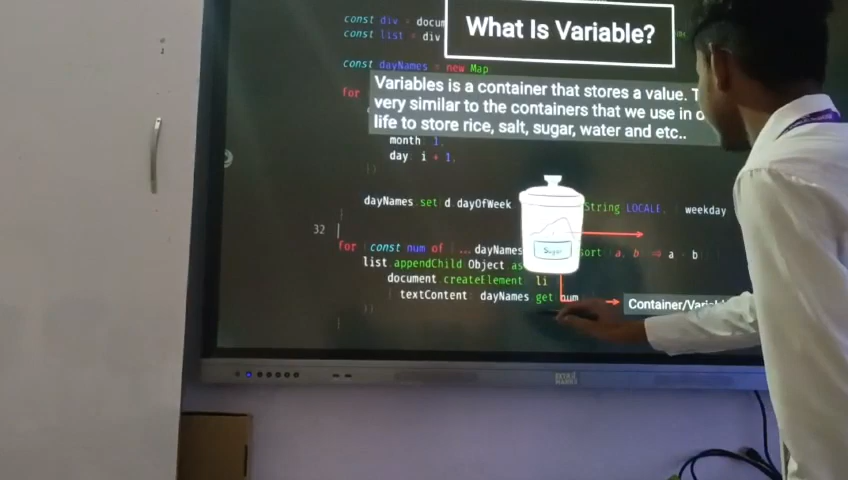 What Is Variable?
const div = docum
const list = div
const dayNames = new Map
Variables is a container that stores a value. T
very similar to the containers that we use in o
life to store rice, salt, sugar, water and etc..
for
month 1,
day: i + 1,
dayNames set d dayOfWeek String LOCALE, weekday
32
for const num of ... dayNames sort a, b => a - b
list appendChild Object as
document createElement li
textContent: dayNames get num
Sugar
Container/Variabl